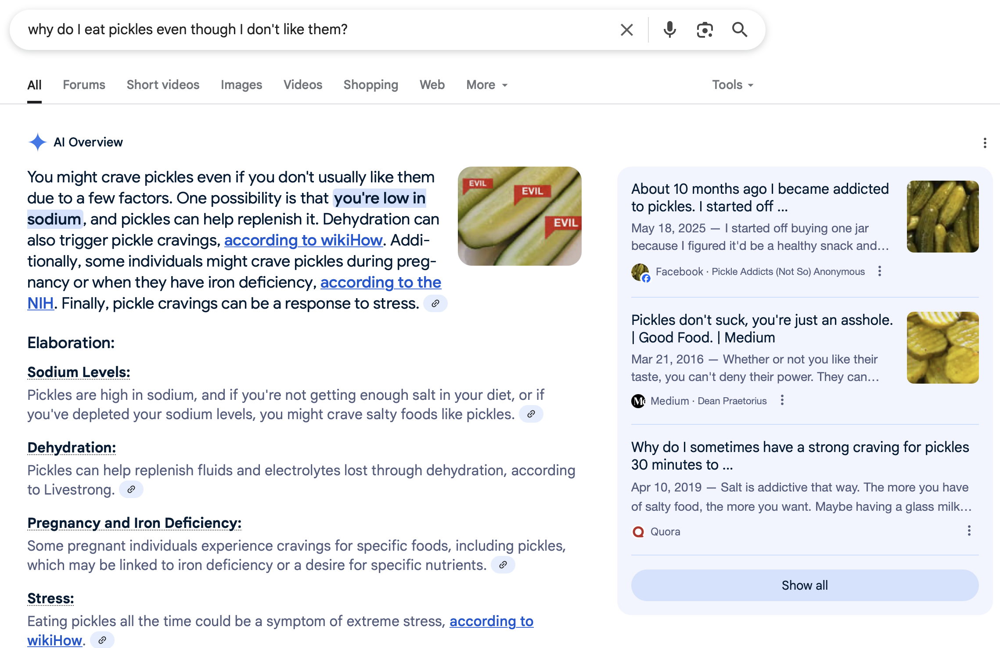 why do I eat pickles even though I don't like them?
All Forums Short videos Images Videos Shopping Web More Tools
AI Overview
You might crave pickles even if you don't usually like them
due to a few factors. One possibility is that you're low in
sodium, and pickles can help replenish it. Dehydration can
also trigger pickle cravings, according to wikiHow. Addi-
tionally, some individuals might crave pickles during preg-
nancy or when they have iron deficiency, according to the
NIH. Finally, pickle cravings can be a response to stress.
EVIL
EVIL
EVIL
Elaboration:
Sodium Levels:
Pickles are high in sodium, and if you're not getting enough salt in your diet, or if
you've depleted your sodium levels, you might crave salty foods like pickles.
Dehydration:
Pickles can help replenish fluids and electrolytes lost through dehydration, according
to Livestrong.
Pregnancy and Iron Deficiency:
Some pregnant individuals experience cravings for specific foods, including pickles,
which may be linked to iron deficiency or a desire for specific nutrients.
Stress:
Eating pickles all the time could be a symptom of extreme stress, according to
wikiHow.
About 10 months ago I became addicted
to pickles. I started off ...
May 18, 2025 — I started off buying one jar
because I figured it'd be a healthy snack and...
Facebook · Pickle Addicts (Not So) Anonymous
Pickles don't suck, you're just an asshole.
| Good Food. | Medium
Mar 21, 2016 — Whether or not you like their
taste, you can't deny their power. They can...
Me Medium · Dean Praetorius
Why do I sometimes have a strong craving for pickles
30 minutes to ...
Apr 10, 2019 — Salt is addictive that way. The more you have
of salty food, the more you want. Maybe having a glass milk...
Quora
Show all